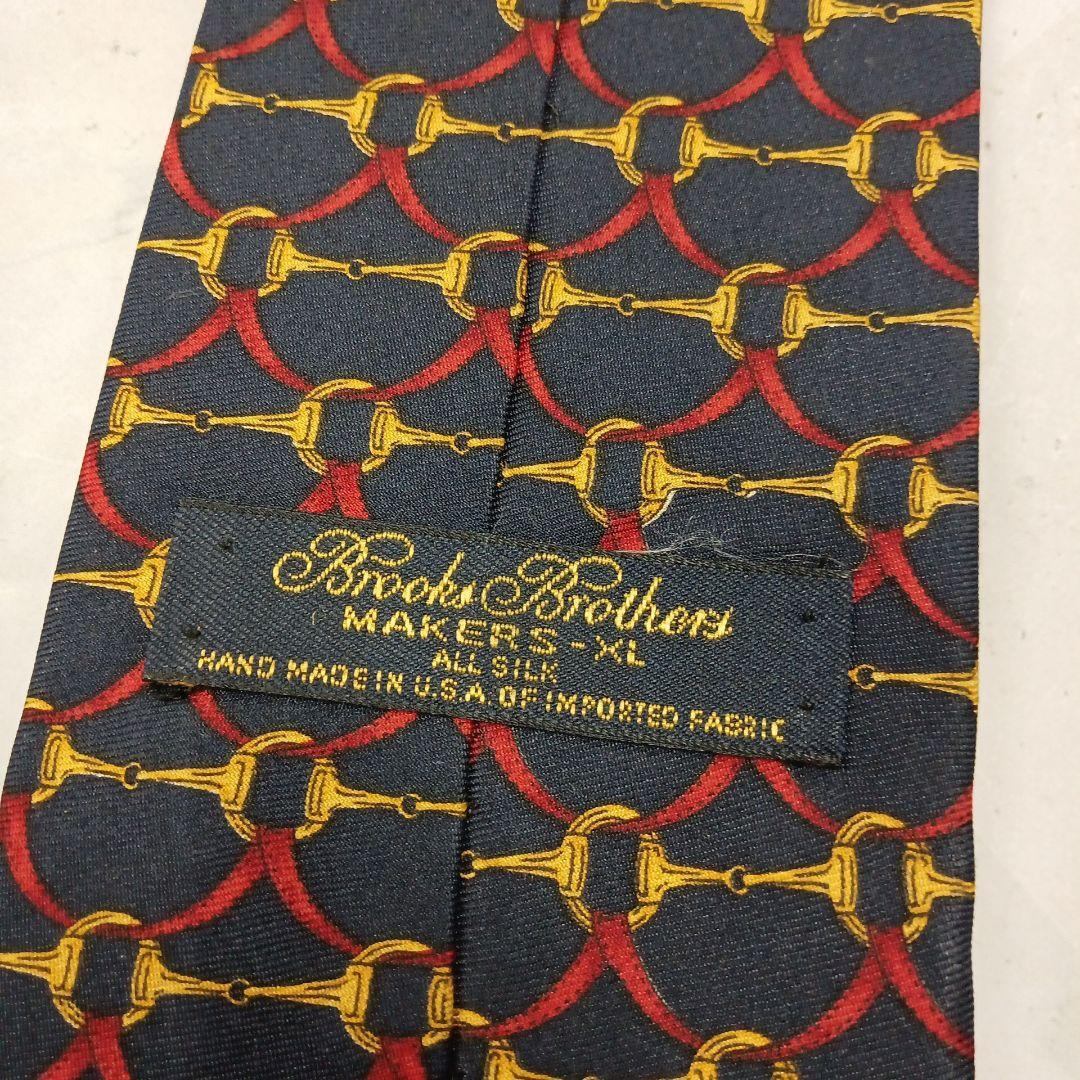 Brooks Brothers
MAKERS-XL
ALL SILK
HAND MADE IN U.S.A. OF IMPORTED FABRIC